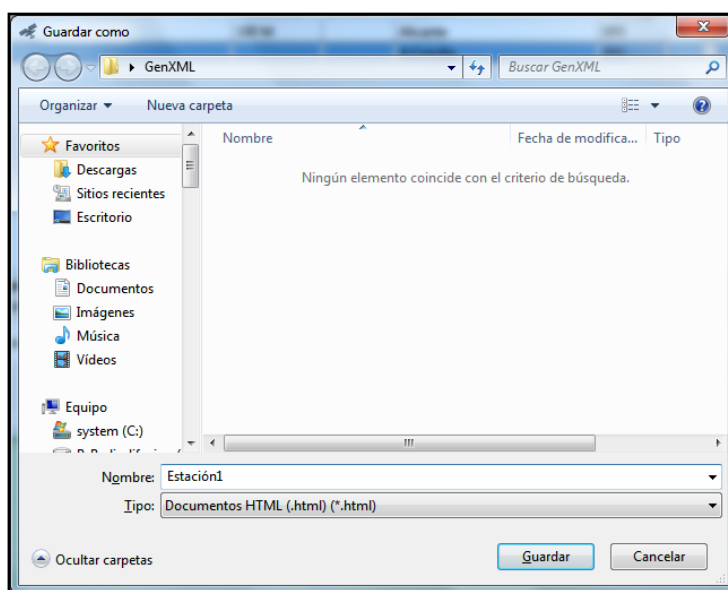 Guardar como
GenXML
Buscar GenXML
Organizar
Nueva carpeta
Favoritos
Descargas
Sitios recientes
Escritorio
Bibliotecas
Documentos
Imágenes
Música
Vídeos
Equipo
system (C:)
Nombre
Fecha de modifica...
Tipo
Ningún elemento coincide con el criterio de búsqueda.
Nombre: Estación1
Tipo: Documentos HTML (.html) (*.html)
Ocultar carpetas
Guardar
Cancelar